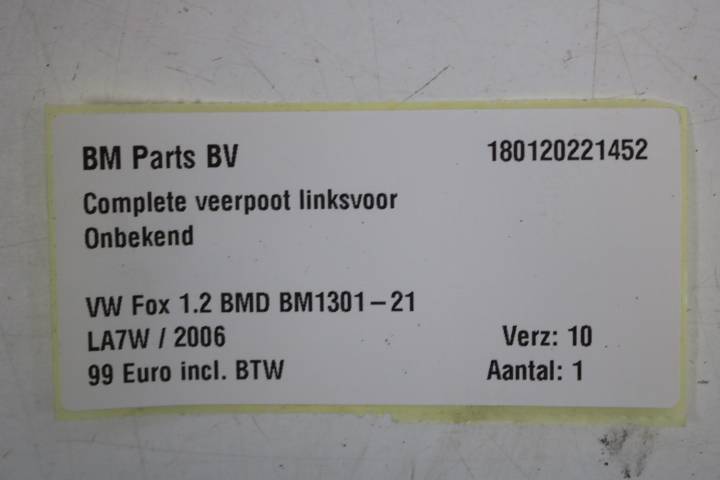 BM Parts BV 180120221452
Complete veerpoot linksvoor
Onbekend
VW Fox 1.2 BMD BM1301-21
LA7W / 2006 Verz: 10
99 Euro incl. BTW Aantal: 1